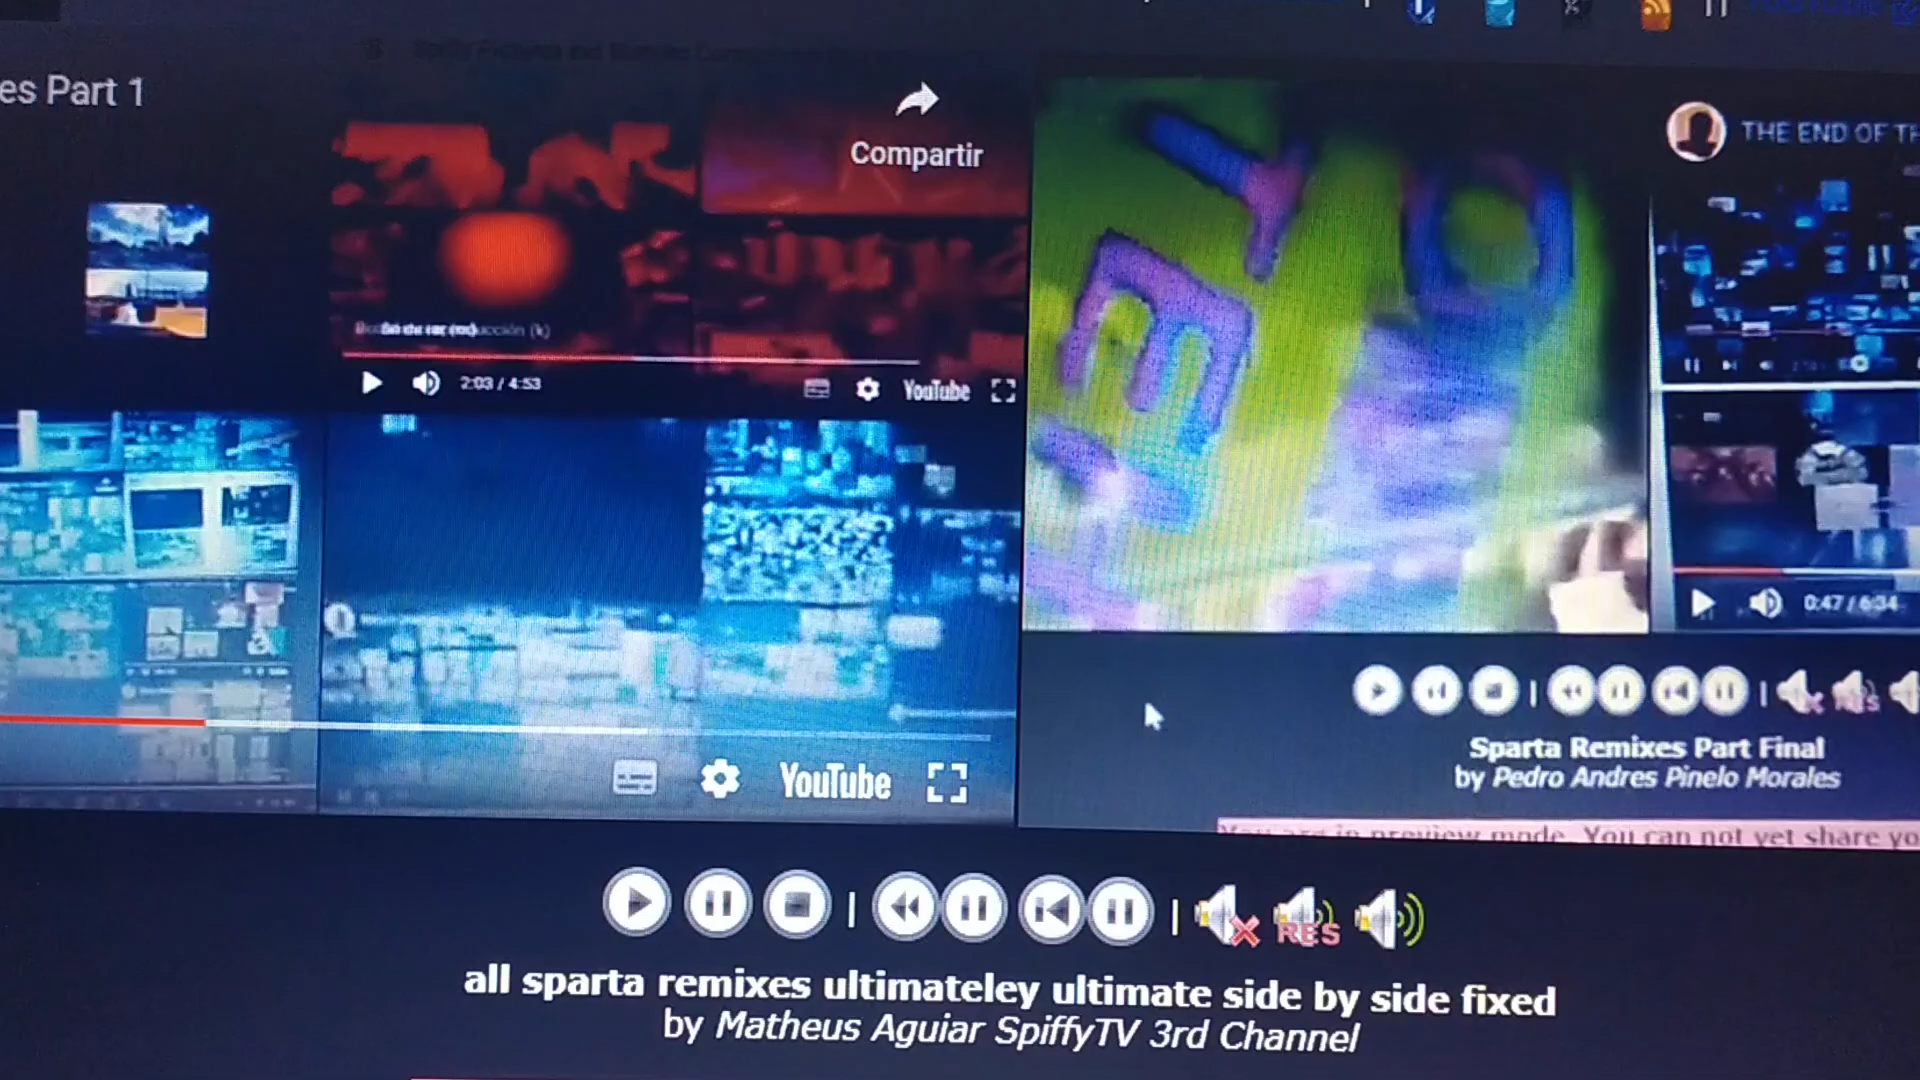 es Part 1
Compartir
THE END OF TH
2:03 / 4:53
YouTube
0:47 / 6:34
YouTube
Sparta Remixes Part Final
by Pedro Andres Pinelo Morales
You are in preview mode. You can not yet share yo
RES
all sparta remixes ultimateley ultimate side by side fixed
by Matheus Aguiar SpiffyTV 3rd Channel